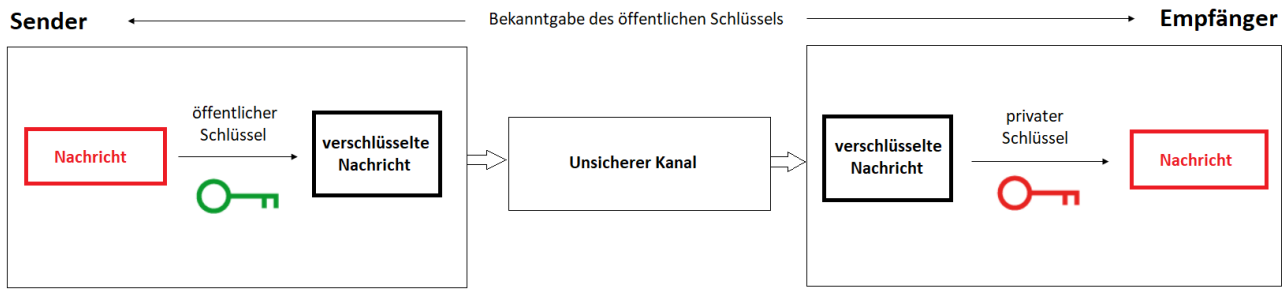 Sender
Bekanntgabe des öffentlichen Schlüssels
Empfänger
Nachricht
öffentlicher
Schlüssel
verschlüsselte
Nachricht
Unsicherer Kanal
verschlüsselte
Nachricht
privater
Schlüssel
Nachricht